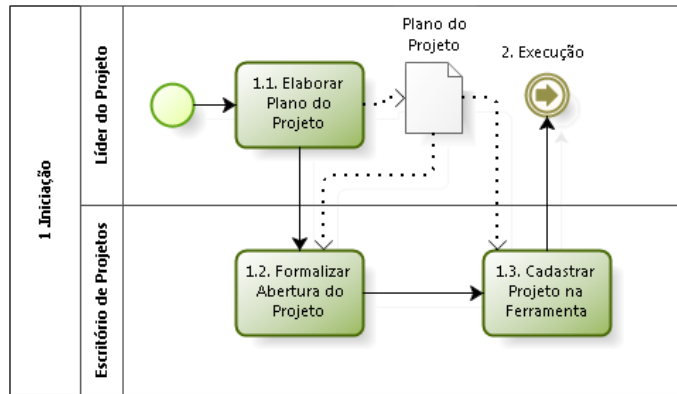 1.Iniciação
Líder do Projeto
1.1. Elaborar
Plano do
Projeto
Plano do
Projeto
2. Execução
Escritório de Projetos
1.2. Formalizar
Abertura do
Projeto
1.3. Cadastrar
Projeto na
Ferramenta